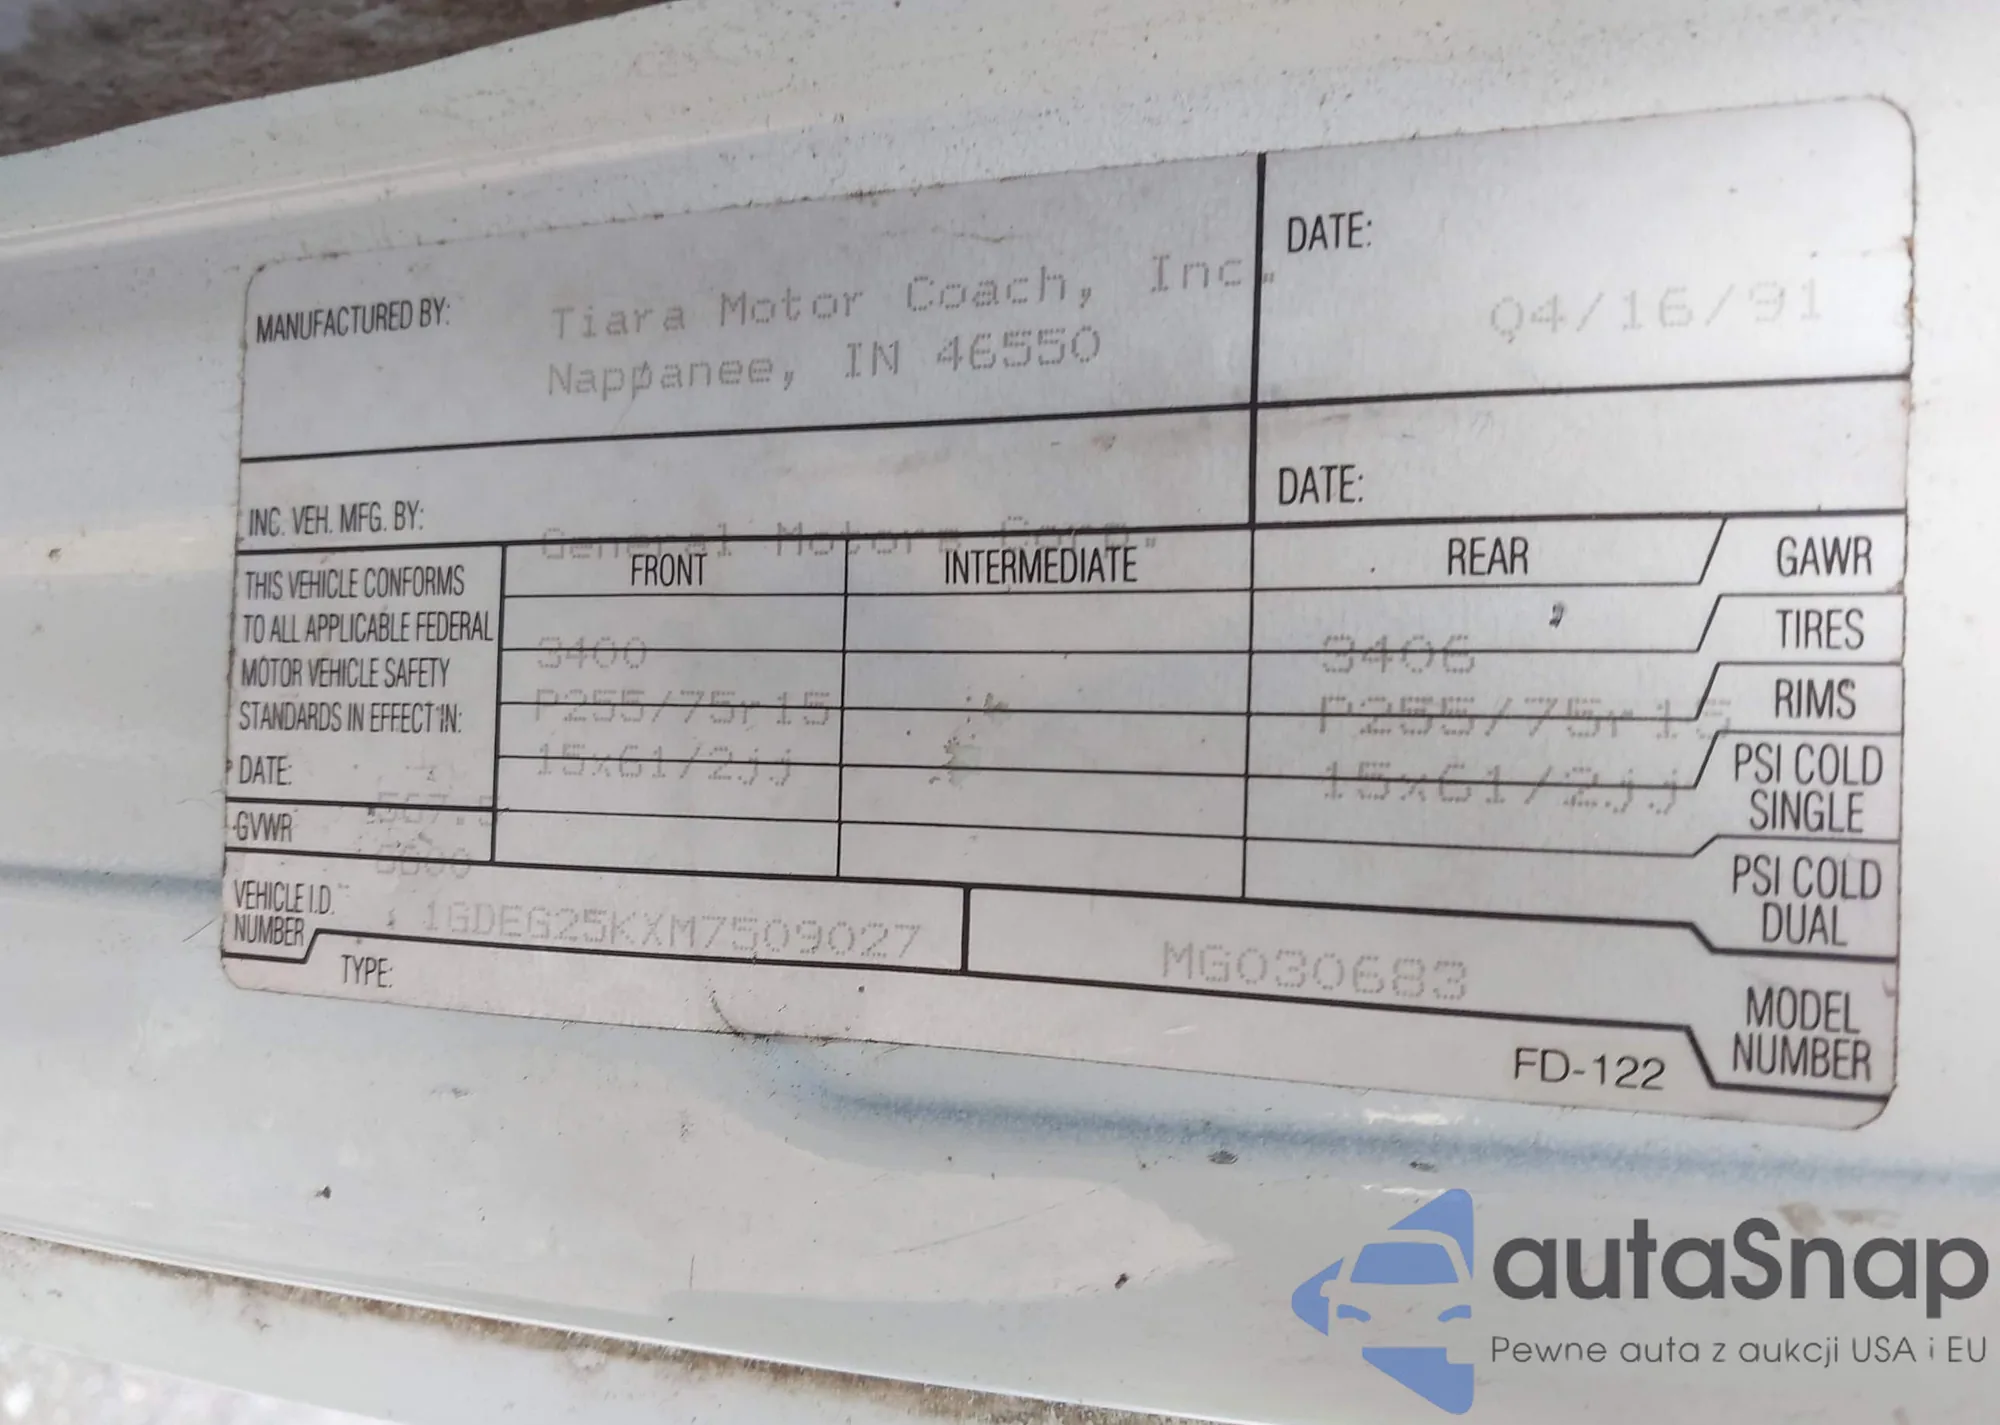 MANUFACTURED BY: Tiara Motor Coach, Inc.
Nappanee, IN 46550
DATE:
04/16/91
INC. VEH. MFG. BY: General Motors Corp.
DATE:
THIS VEHICLE CONFORMS
TO ALL APPLICABLE FEDERAL
MOTOR VEHICLE SAFETY
STANDARDS IN EFFECT IN:
DATE:
GVWR
FRONT INTERMEDIATE REAR GAWR
3400 3406 TIRES
P255/75r15 P255/75r15 RIMS
15x61/2jj 15x61/2jj PSI COLD
SINGLE
PSI COLD
DUAL
VEHICLE I.D.
NUMBER
1GDEG25KXM7509027 MG030683
MODEL
NUMBER
TYPE:
FD-122
autaSnap
Pewne auta z aukcji USA i EU